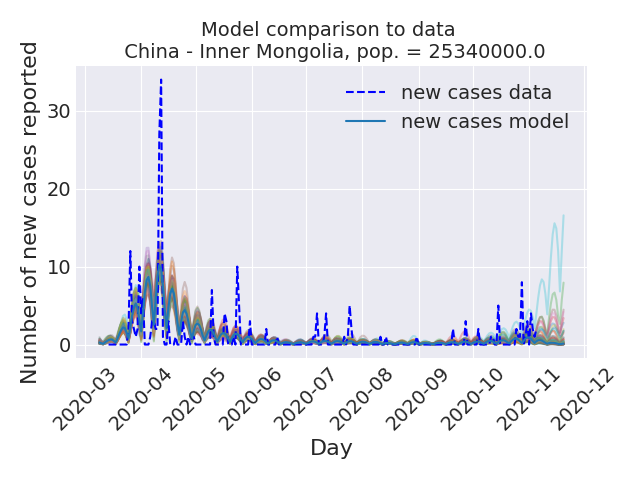 Model comparison to data
China - Inner Mongolia, pop. = 25340000.0
Number of new cases reported
30
20
10
0
new cases data
new cases model
2020-03
2020-04
2020-05
2020-06
2020-07
2020-08
2020-09
2020-10
2020-11
2020-12
Day